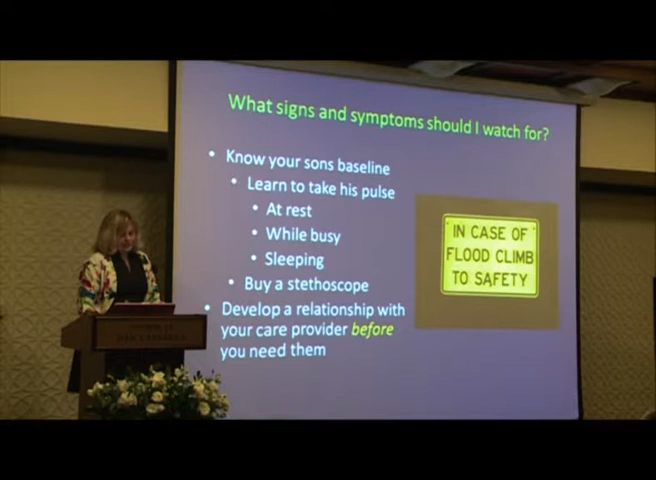 What signs and symptoms should I watch for?
• Know your sons baseline
• Learn to take his pulse
• At rest
• While busy
• Sleeping
• Buy a stethoscope
• Develop a relationship with
your care provider before
you need them
IN CASE OF
FLOOD CLIMB
TO SAFETY